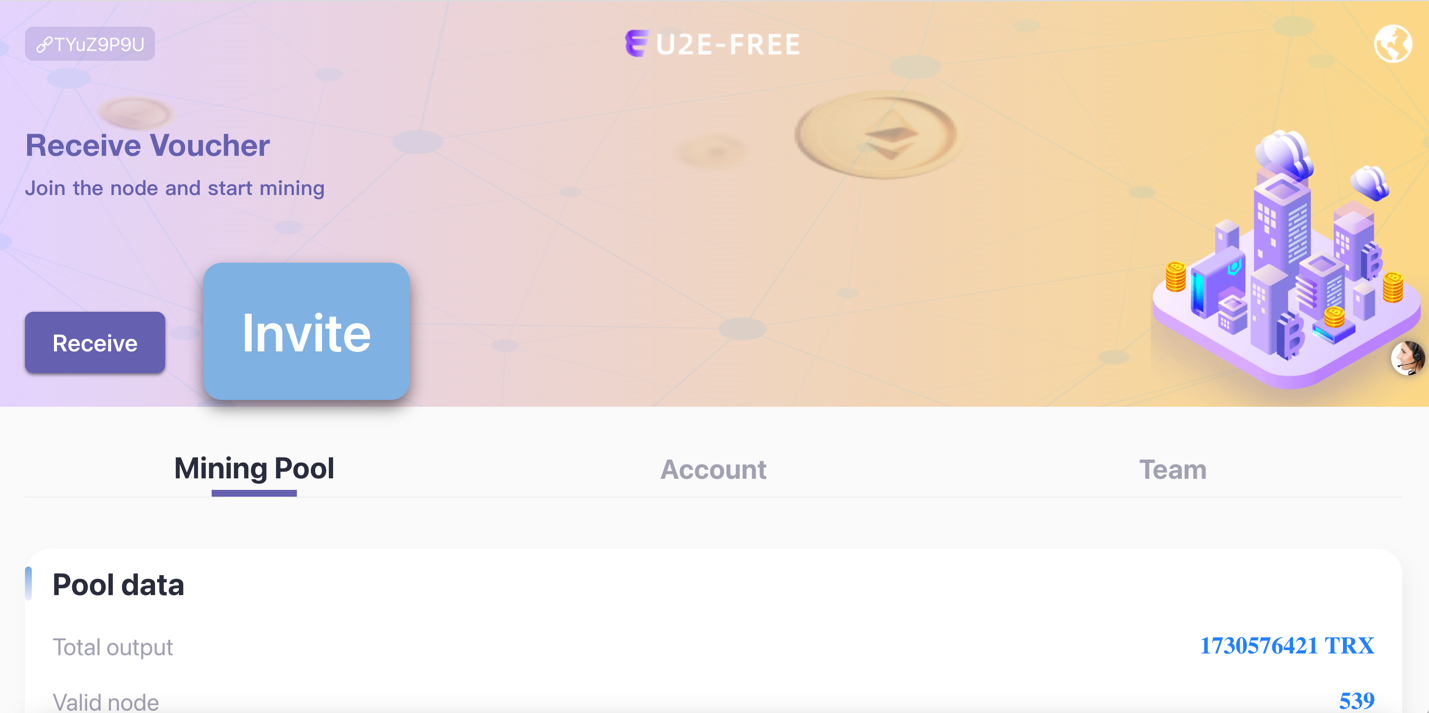 TYuZ9P9U
U2E-FREE
Receive Voucher
Join the node and start mining
Receive
Invite
Mining Pool
Account
Team
Pool data
Total output
1730576421 TRX
Valid node
539